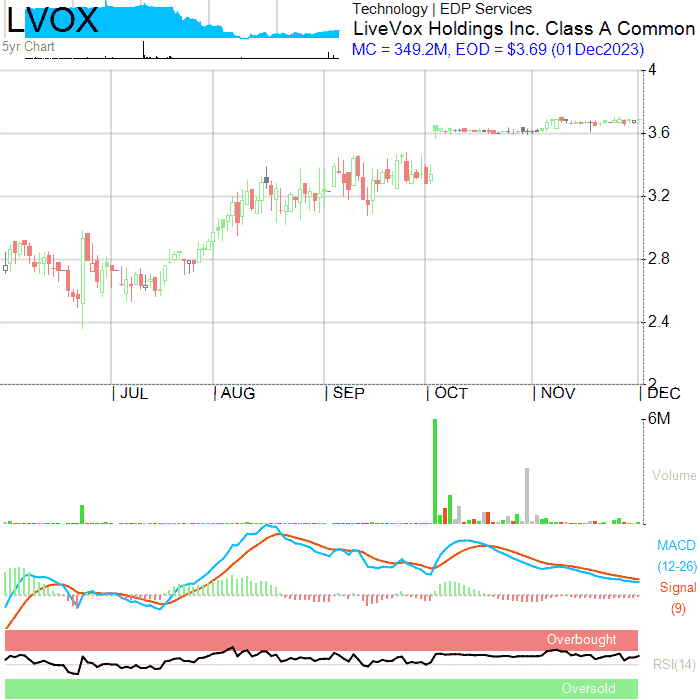 LVOX
Technology | EDP Services
LiveVox Holdings Inc. Class A Common
5yr Chart
MC = 349.2M, EOD = $3.69 (01Dec2023)
4
3.6
3.2
2.8
2.4
2
JUL AUG SEP OCT NOV DEC
6M
Volume
MACD
(12-26)
Signal
(9)
Overbought
RSI(14)
Oversold